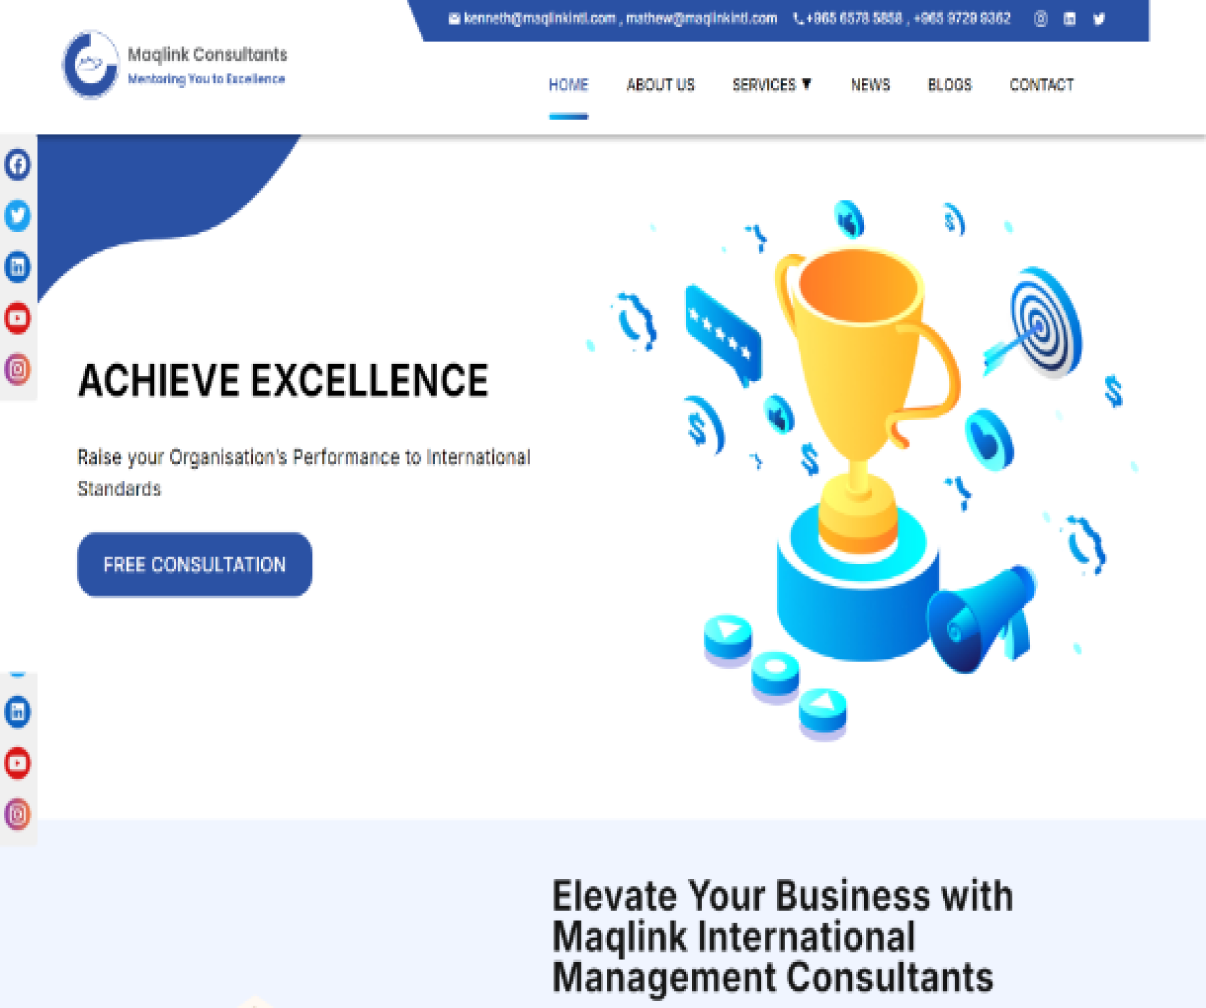 kenneth@maqlinkintl.com , mathew@maqlinkintl.com +965 6578 5858 , +965 9729 9362
Maqlink Consultants
Mentoring You to Excellence
HOME ABOUT US SERVICES ▼ NEWS BLOGS CONTACT
ACHIEVE EXCELLENCE
Raise your Organisation's Performance to International
Standards
FREE CONSULTATION
Elevate Your Business with
Maqlink International
Management Consultants